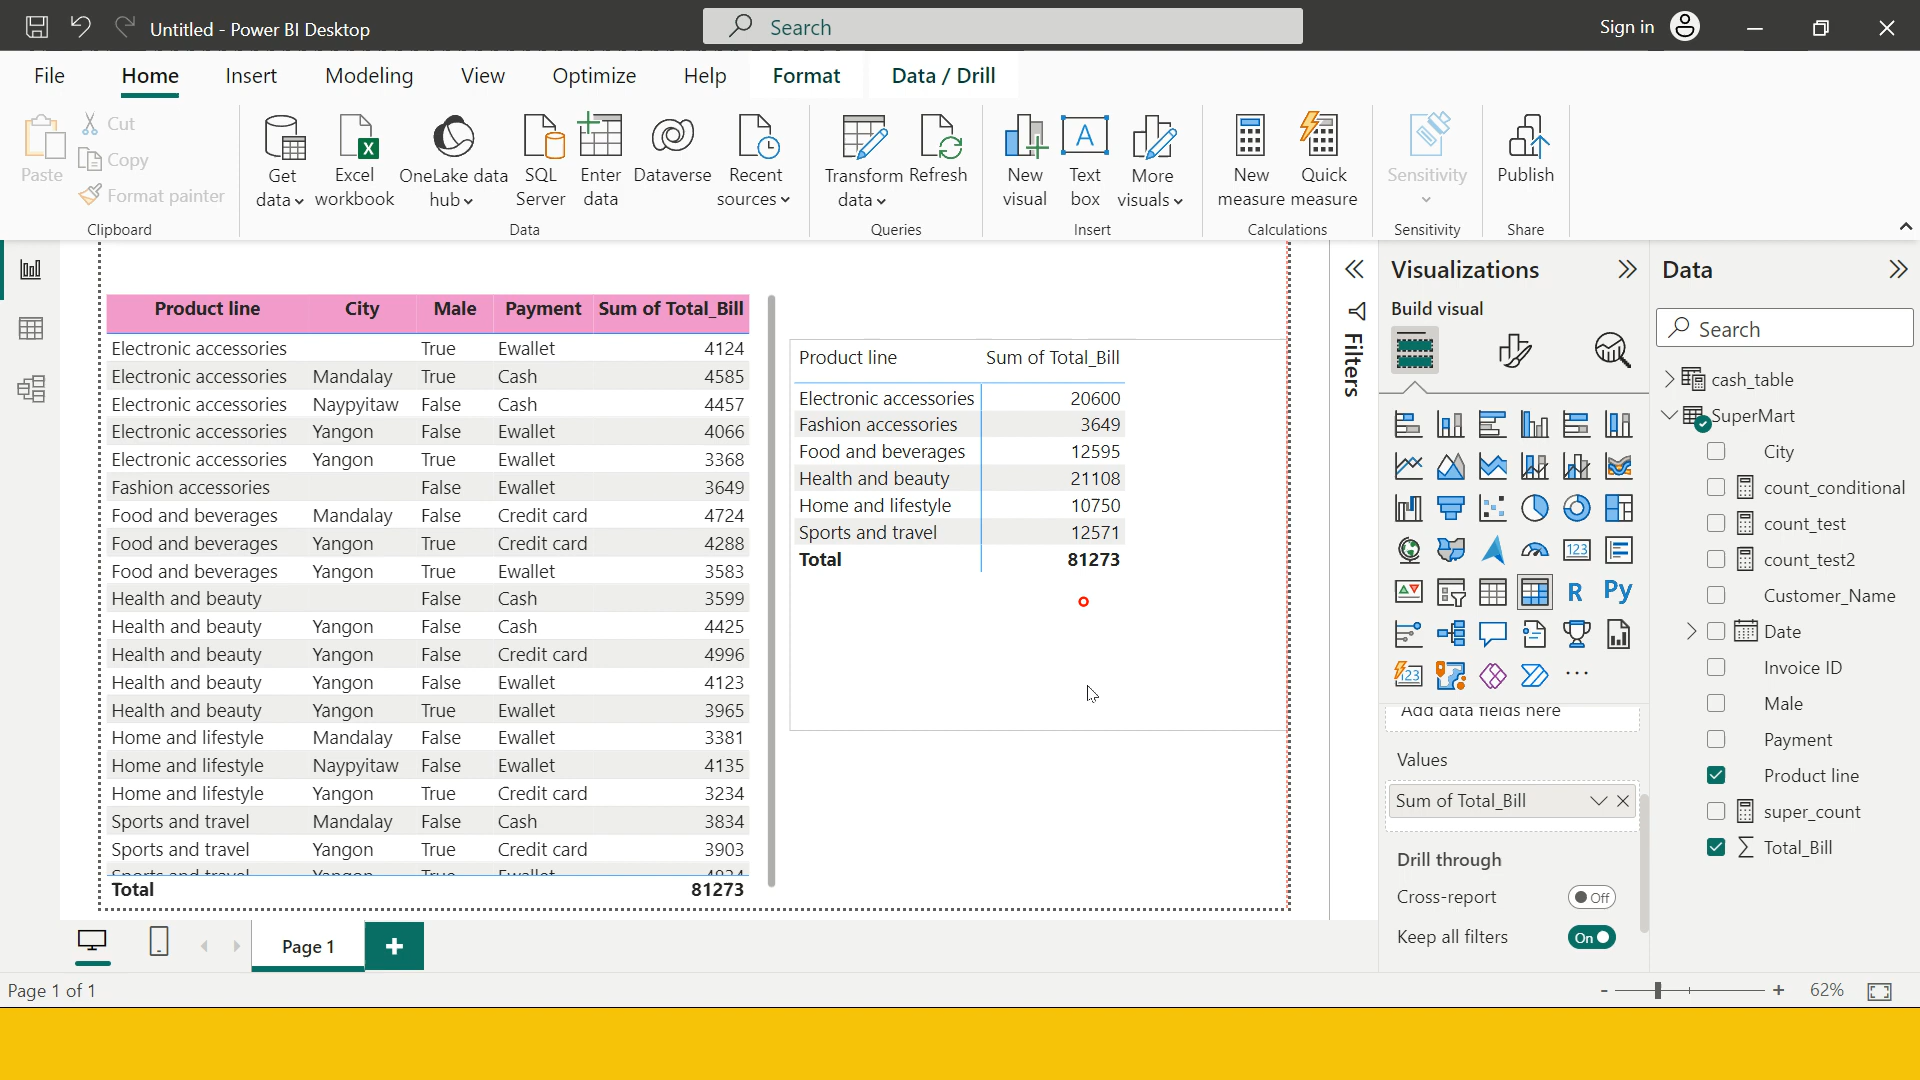 Untitled - Power BI Desktop
Search
Sign in
File Home Insert Modeling View Optimize Help Format Data / Drill
Paste
Cut
Copy
Format painter
Clipboard
Get data
Excel workbook
OneLake data hub
SQL Server
Enter data
Dataverse
Recent sources
Data
Transform data
Refresh
Queries
New visual
Text box
More visuals
Insert
New measure
Quick measure
Calculations
Sensitivity
Sensitivity
Publish
Share
Product line City Male Payment Sum of Total_Bill
Electronic accessories True Ewallet 4124
Electronic accessories Mandalay True Cash 4585
Electronic accessories Naypyitaw False Cash 4457
Electronic accessories Yangon False Ewallet 4066
Electronic accessories Yangon True Ewallet 3368
Fashion accessories False Ewallet 3649
Food and beverages Mandalay False Credit card 4724
Food and beverages Yangon True Credit card 4288
Food and beverages Yangon True Ewallet 3583
Health and beauty False Cash 3599
Health and beauty Yangon False Cash 4425
Health and beauty Yangon False Credit card 4996
Health and beauty Yangon False Ewallet 4123
Health and beauty Yangon True Ewallet 3965
Home and lifestyle Mandalay False Ewallet 3381
Home and lifestyle Naypyitaw False Ewallet 4135
Home and lifestyle Yangon True Credit card 3234
Sports and travel Mandalay False Cash 3834
Sports and travel Yangon True Credit card 3903
Sports and travel Yangon True Ewallet
Total 81273
Product line Sum of Total_Bill
Electronic accessories 20600
Fashion accessories 3649
Food and beverages 12595
Health and beauty 21108
Home and lifestyle 10750
Sports and travel 12571
Total 81273
Filters
Visualizations
Build visual
123
R
Py
123
Add data fields here
Values
Sum of Total_Bill
Drill through
Cross-report Off
Keep all filters On
Data
Search
cash_table
SuperMart
City
count_conditional
count_test
count_test2
Customer_Name
Date
Invoice ID
Male
Payment
Product line
super_count
Total_Bill
Page 1
Page 1 of 1
- + 62%